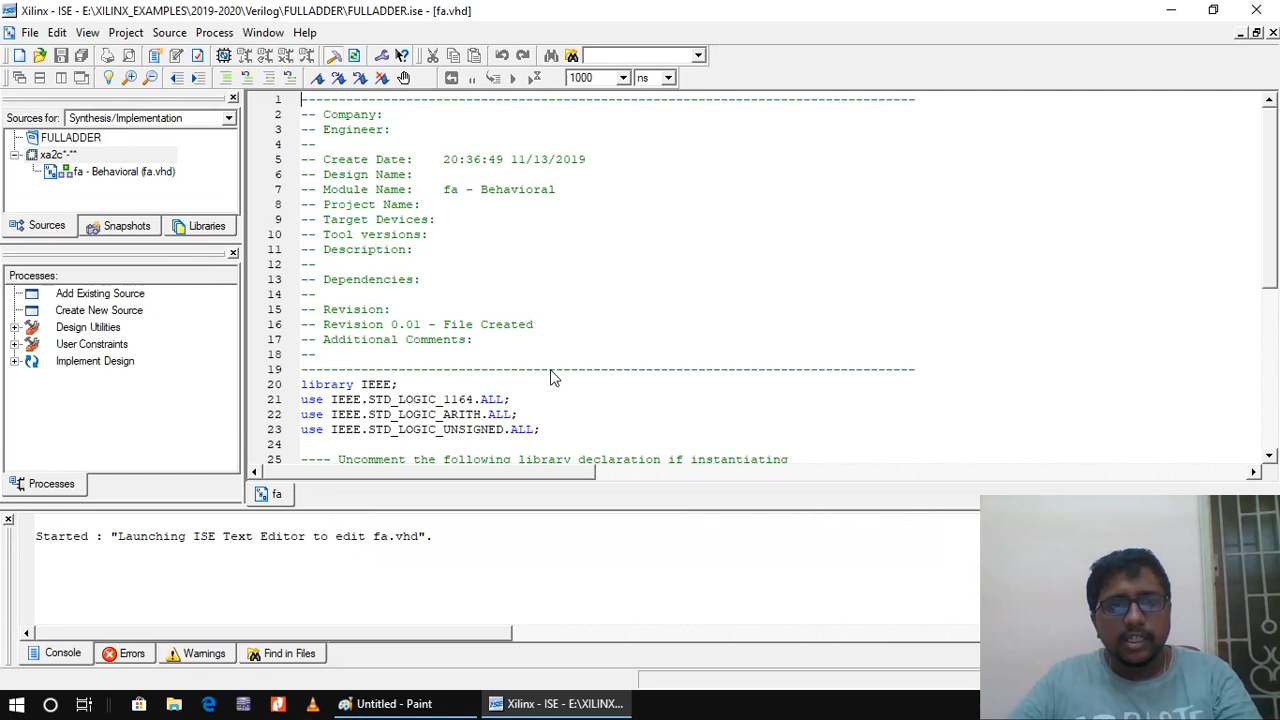 Xilinx - ISE - E:\XILINX_EXAMPLES\2019-2020\Verilog\FULLADDER\FULLADDER.ise - [fa.vhd]
File Edit View Project Source Process Window Help
1000 ns
Sources for: Synthesis/Implementation
FULLADDER
xa2c*-**
fa - Behavioral (fa.vhd)
Sources Snapshots Libraries
Processes:
Add Existing Source
Create New Source
Design Utilities
User Constraints
Implement Design
Processes
1 ----------------------------------------------------------------------------------
2 -- Company:
3 -- Engineer:
4 --
5 -- Create Date: 20:36:49 11/13/2019
6 -- Design Name:
7 -- Module Name: fa - Behavioral
8 -- Project Name:
9 -- Target Devices:
10 -- Tool versions:
11 -- Description:
12 --
13 -- Dependencies:
14 --
15 -- Revision:
16 -- Revision 0.01 - File Created
17 -- Additional Comments:
18 --
19 ----------------------------------------------------------------------------------
20 library IEEE;
21 use IEEE.STD_LOGIC_1164.ALL;
22 use IEEE.STD_LOGIC_ARITH.ALL;
23 use IEEE.STD_LOGIC_UNSIGNED.ALL;
24
25 ---- Uncomment the following library declaration if instantiating
fa
Started : "Launching ISE Text Editor to edit fa.vhd".
Console Errors Warnings Find in Files
Untitled - Paint
Xilinx - ISE - E:\XILINX...